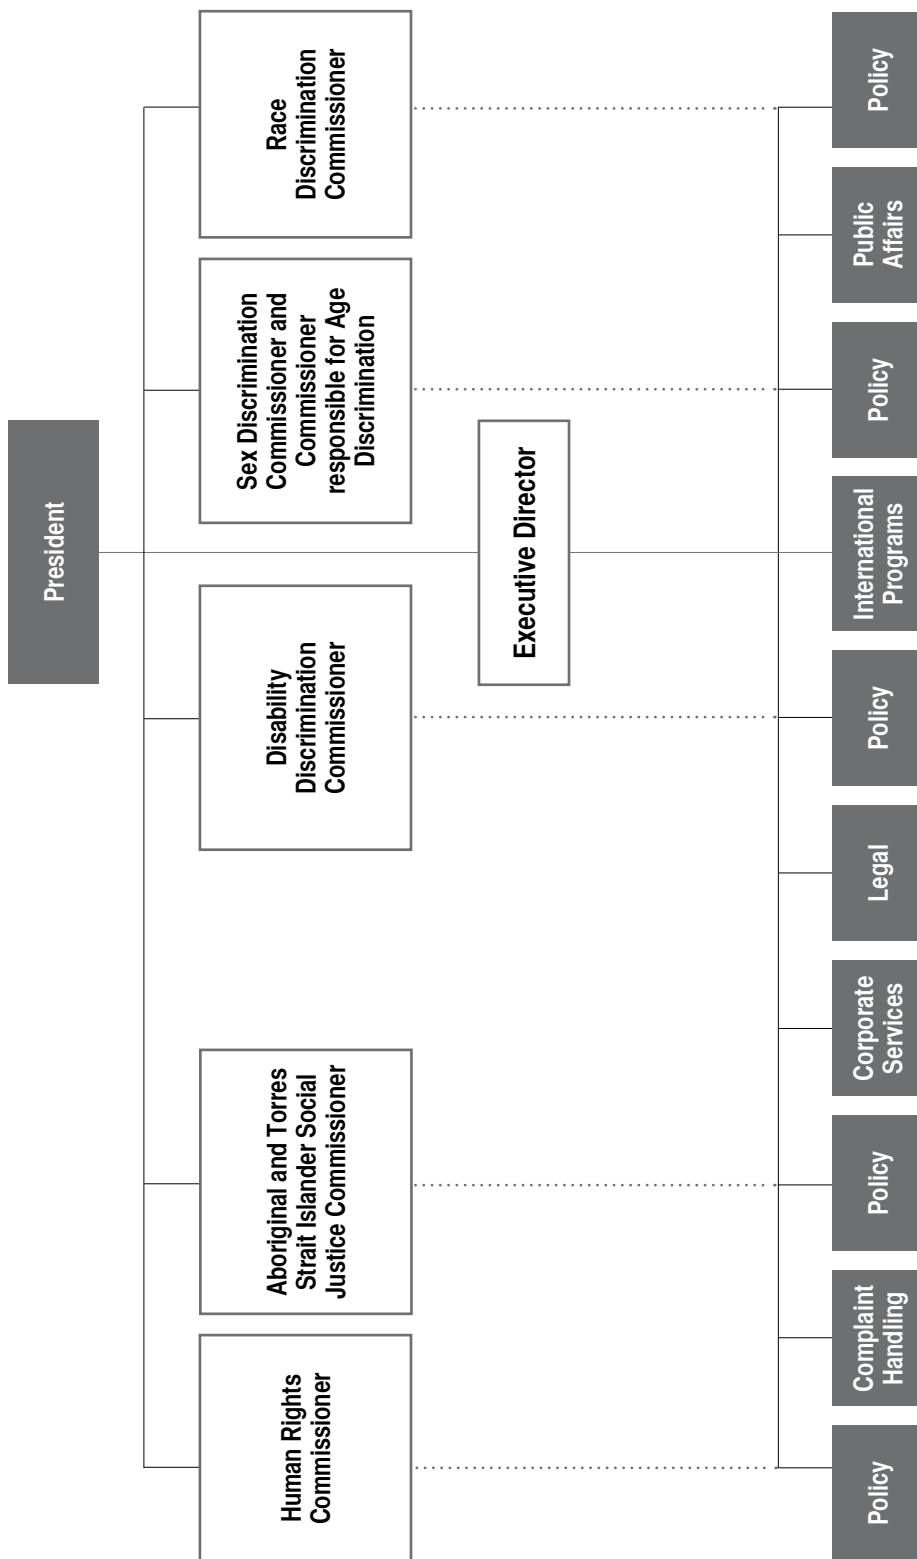 President
Human Rights
Commissioner
Aboriginal and Torres
Strait Islander Social
Justice Commissioner
Disability
Discrimination
Commissioner
Sex Discrimination
Commissioner and
Commissioner
responsible for Age
Discrimination
Race
Discrimination
Commissioner
Executive Director
Policy
Complaint
Handling
Policy
Corporate
Services
Legal
Policy
International
Programs
Policy
Public
Affairs
Policy